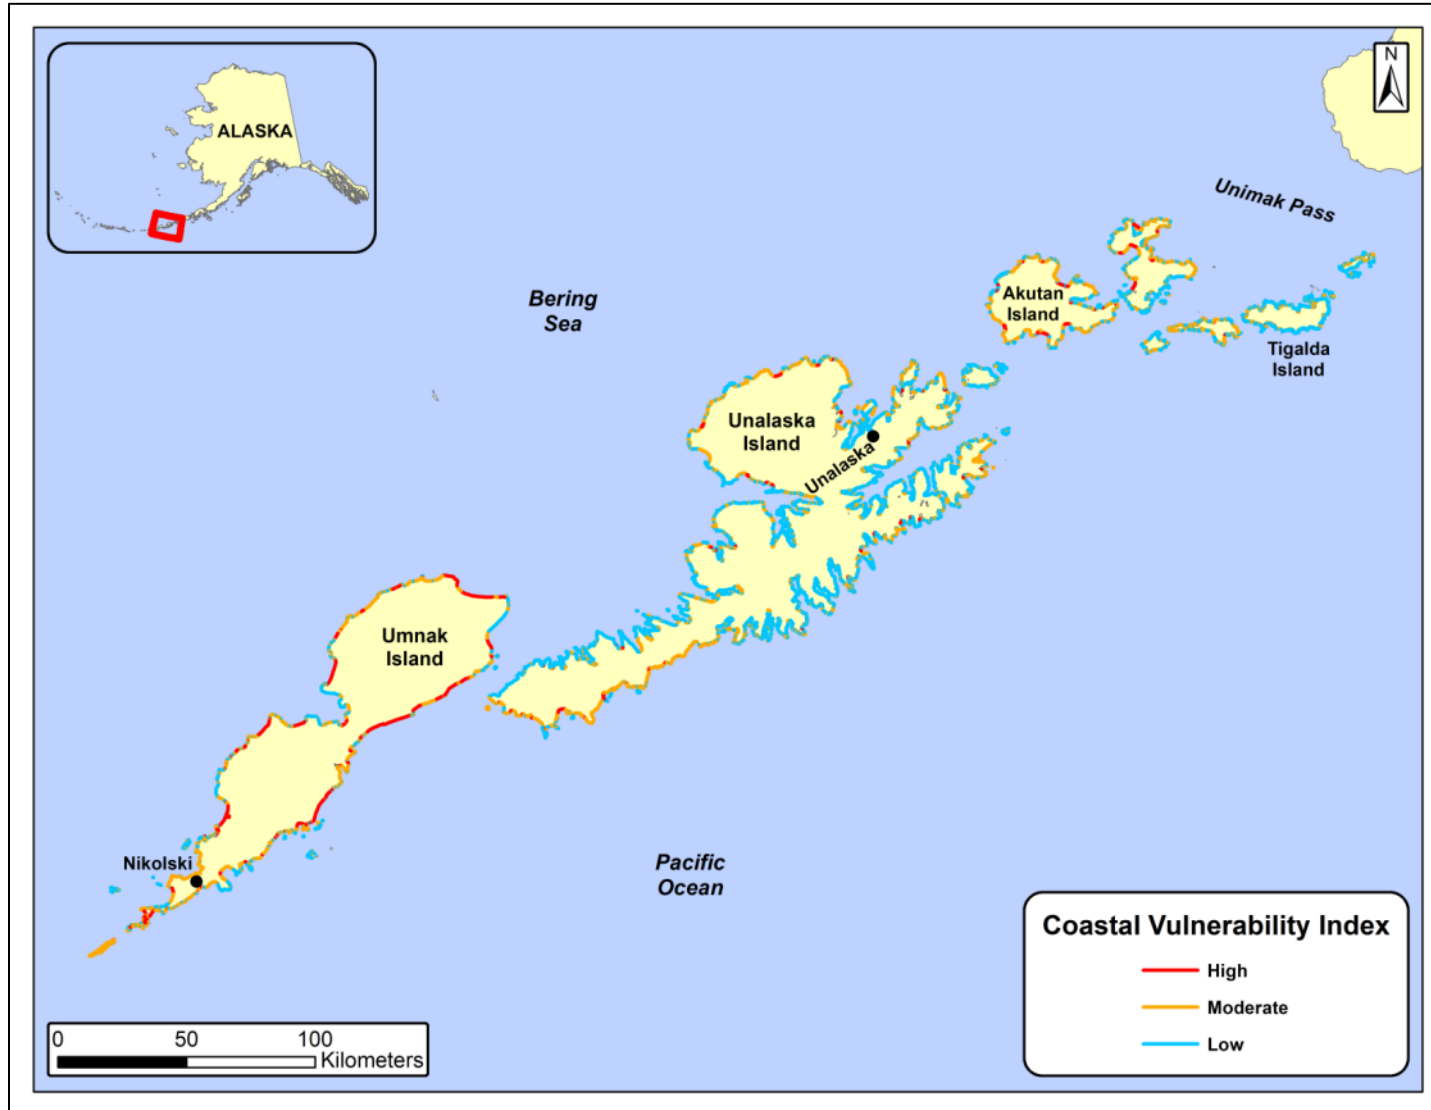 ALASKA
N
Unimak Pass
Bering
Sea
Akutan
Island
Tigalda
Island
Unalaska
Island
Unalaska
Umnak
Island
Nikolski
Pacific
Ocean
Coastal Vulnerability Index
High
Moderate
Low
0 50 100
Kilometers